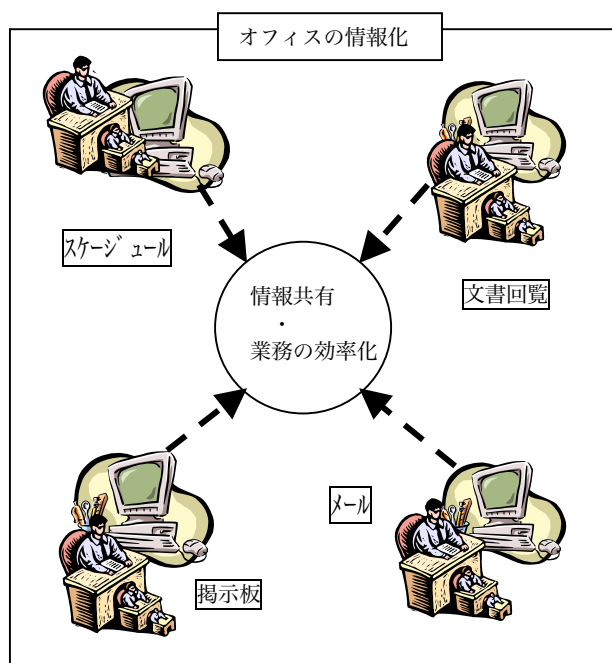 オフィスの情報化
スケージュール
文書回覧
情報共有
・
業務の効率化
メール
掲示板